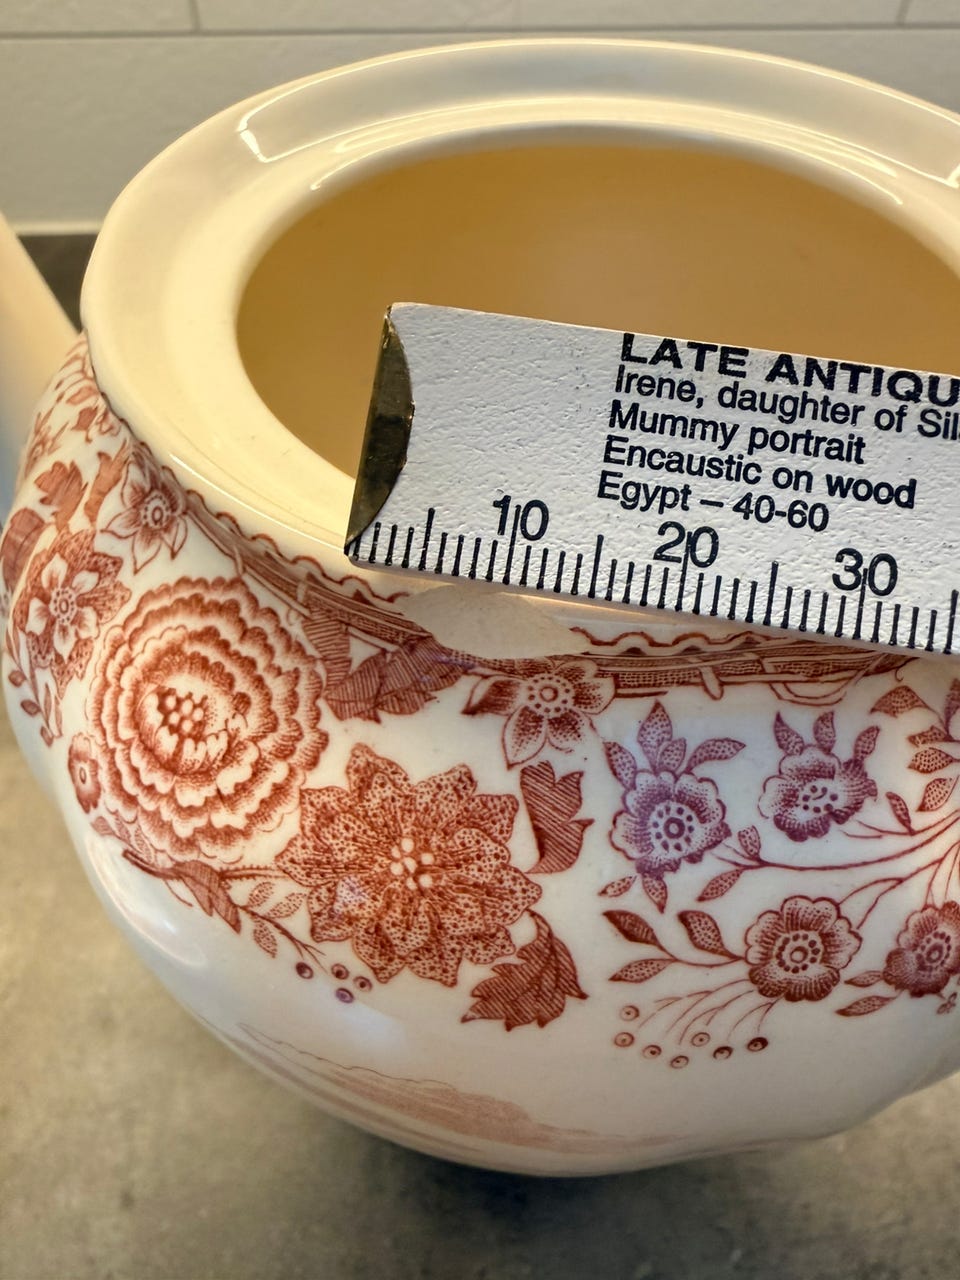 LATE ANTIQU
Irene, daughter of Sil
Mummy portrait
Encaustic on wood
Egypt – 40-60
10 20 30